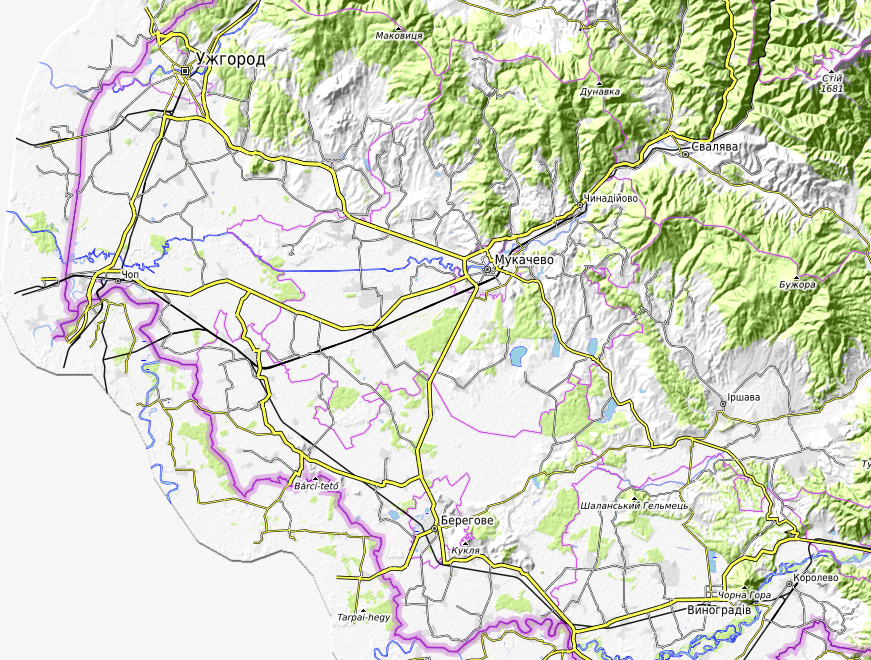 Маковиця
Ужгород
Стій
1681
Дунавка
Свалява
Чинадійово
Мукачево
Чоп
Бужора
Іршава
Bárci-tető
Шаланський Гельмець
Берегове
Кукля
Королево
Чорна Гора
Виноградів
Tarpai-hegy